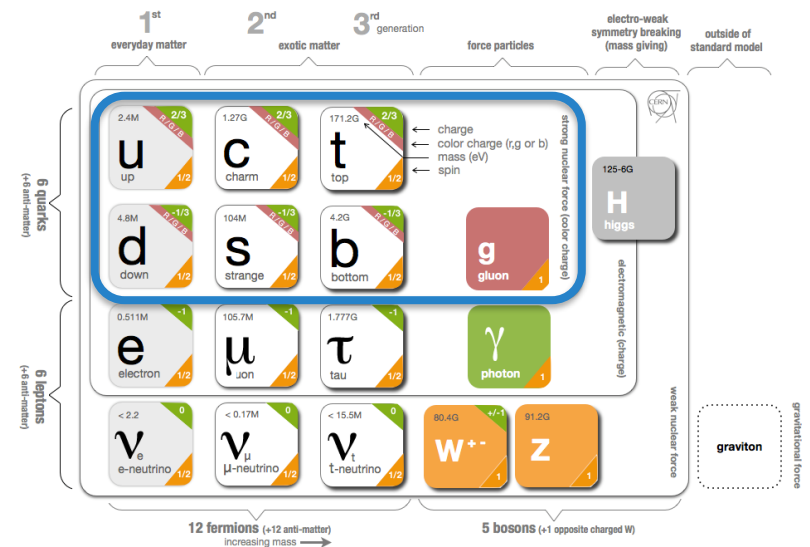 1st
2nd
3rd generation
everyday matter
exotic matter
force particles
electro-weak
symmetry breaking
(mass giving)
outside of
standard model
6 quarks
(+6 anti-matter)
2.4M
2/3
R/G/B
u
up
1/2
1.27G
2/3
R/G/B
c
charm
1/2
171.2G
2/3
R/G/B
t
top
1/2
charge
color charge (r,g or b)
mass (eV)
spin
strong nuclear force (color charge)
CERN
125-6G
H
higgs
4.8M
-1/3
R/G/B
d
down
1/2
104M
-1/3
R/G/B
s
strange
1/2
4.2G
-1/3
R/G/B
b
bottom
1/2
g
gluon
1
electromagnetic (charge)
6 leptons
(+6 anti-matter)
0.511M
-1
e
electron
1/2
105.7M
-1
μ
uon
1/2
1.777G
-1
τ
tau
1/2
γ
photon
1
weak nuclear force
< 2.2
0
νe
e-neutrino
1/2
< 0.17M
0
νμ
μ-neutrino
1/2
< 15.5M
0
νt
t-neutrino
1/2
80.4G
+/-1
W+-
1
91.2G
Z
1
graviton
gravitational force
12 fermions (+12 anti-matter)
increasing mass
5 bosons (+1 opposite charged W)